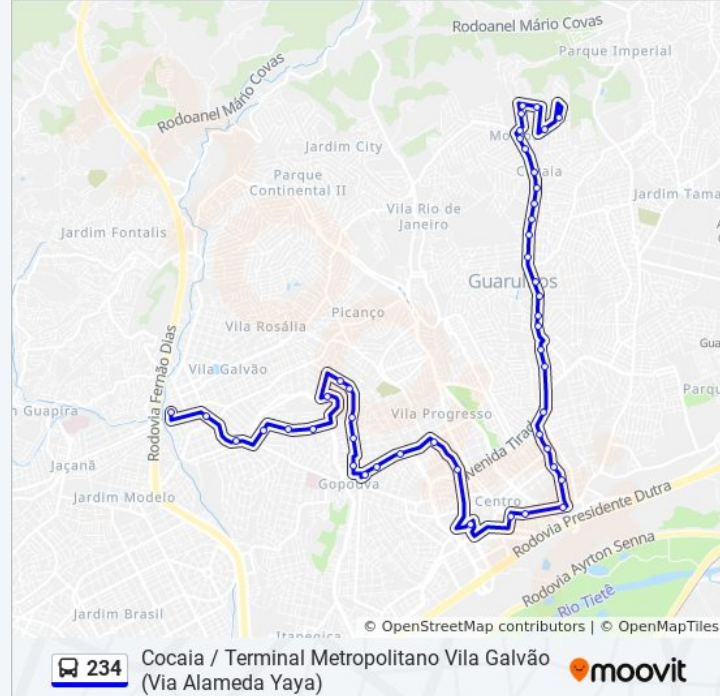 Rodoanel Mário Covas
Parque Imperial
Rodoanel Mário Covas
Jardim City
Parque
Continental II
Jardim Tama
Vila Rio de
Janeiro
Jardim Fontalis
Guarulhos
Picanço
Vila Rosália
Rodovia Fernão Dias
Gua
Vila Galvão
Parqu
n Guapira
Vila Progresso
Avenida Tirad
Jaçanã
Gopoúva
Jardim Modelo
Centro
Rodovia Presidente Dutra
Rodovia Ayrton Senna
Rio Tietê
Jardim Brasil
Itapegica
© OpenStreetMap contributors | © OpenMapTiles
234
Cocaia / Terminal Metropolitano Vila Galvão
(Via Alameda Yaya)
moovit